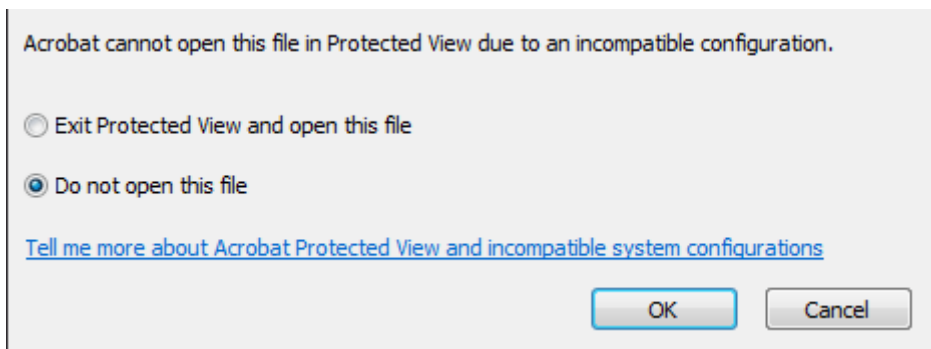 Acrobat cannot open this file in Protected View due to an incompatible configuration.
Exit Protected View and open this file
Do not open this file
Tell me more about Acrobat Protected View and incompatible system configurations
OK Cancel